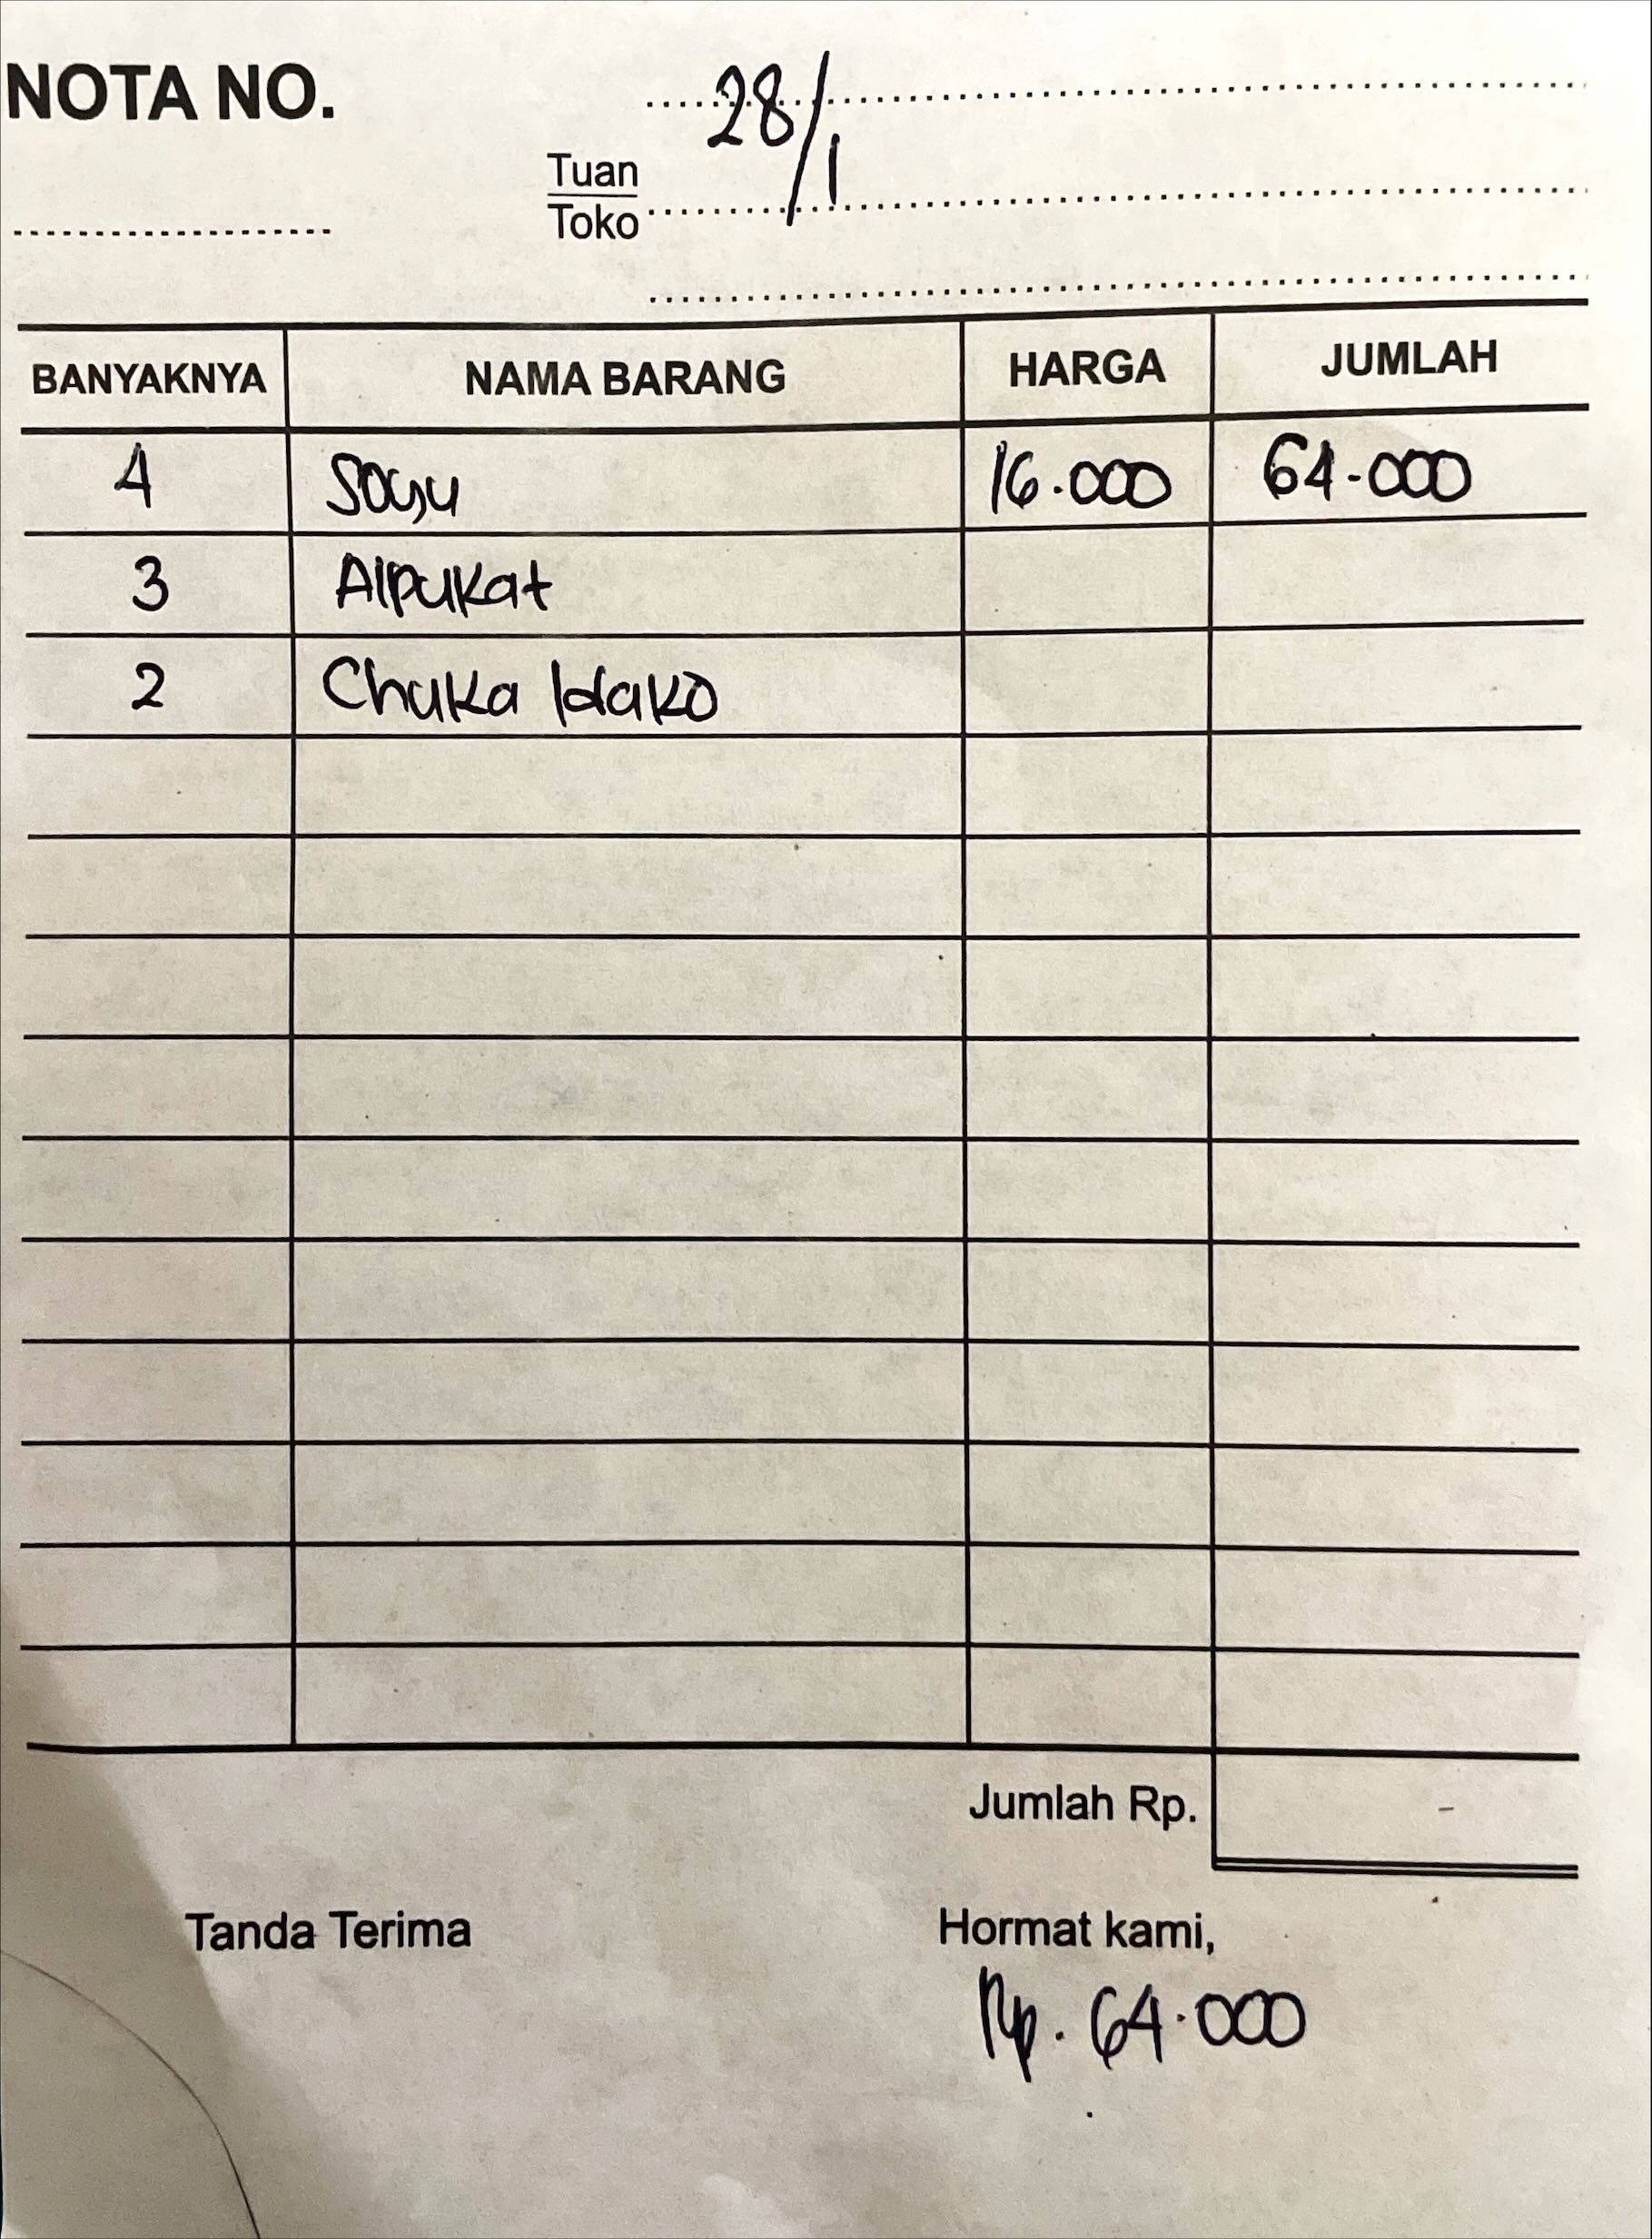 NOTA NO.
28/1
Tuan
Toko
BANYAKNYA NAMA BARANG HARGA JUMLAH
4 Sogu 16.000 64.000
3 Alpukat
2 Chuka Idako
Jumlah Rp. -
Tanda Terima Hormat kami,
Rp. 64.000